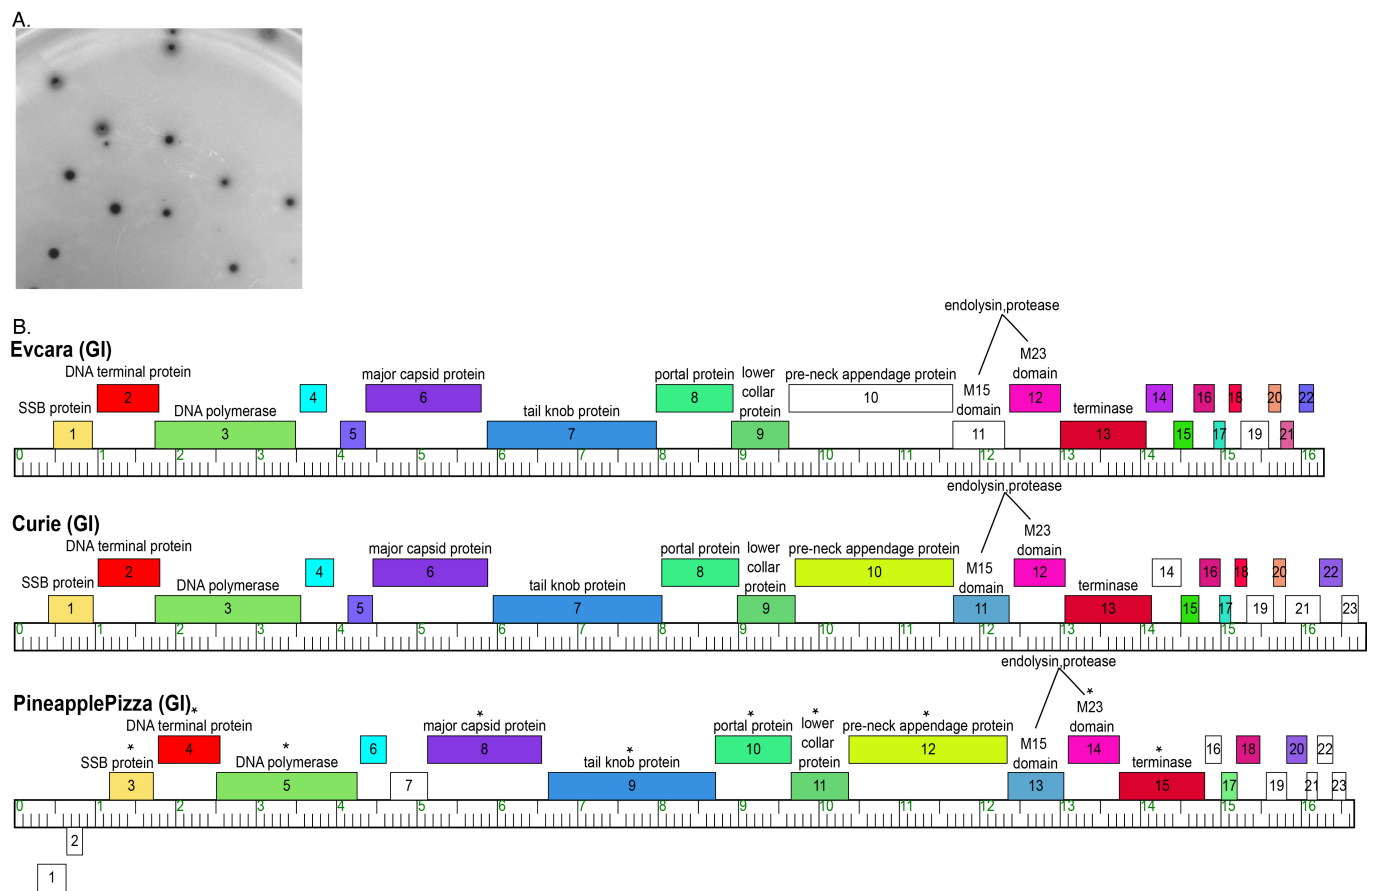 A.
B.
Evcara (GI)
endolysin,protease
M23
domain
DNA terminal protein
major capsid protein
portal protein
lower
collar
protein
pre-neck appendage protein
M15
domain
SSB protein
DNA polymerase
tail knob protein
terminase
2 4 6 8 10 12 14 16 18 20 22
1 3 5 7 9 11 13 15 17 19 21
0 1 2 3 4 5 6 7 8 9 10 11 12 13 14 15 16
Curie (GI)
endolysin,protease
M23
domain
DNA terminal protein
major capsid protein
portal protein
lower
collar
protein
pre-neck appendage protein
M15
domain
SSB protein
DNA polymerase
tail knob protein
terminase
2 4 6 8 10 12 14 16 18 20 22
1 3 5 7 9 11 13 15 17 19 21 23
0 1 2 3 4 5 6 7 8 9 10 11 12 13 14 15 16
PineapplePizza (GI)
endolysin,protease
* M23
domain
* DNA terminal protein
* major capsid protein
* portal protein
* lower
collar
protein
* pre-neck appendage protein
M15
domain
* SSB protein
* DNA polymerase
* tail knob protein
* terminase
4 6 8 10 12 14 16 18 20 22
3 5 7 9 11 13 15 17 19 21 23
0 1 2 3 4 5 6 7 8 9 10 11 12 13 14 15 16
2
1